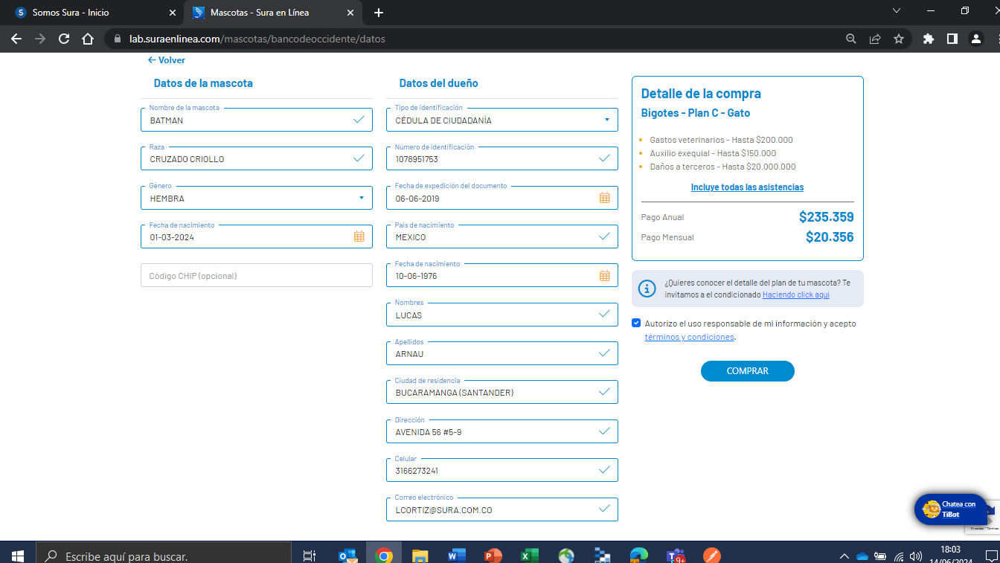 Somos Sura - Inicio
Mascotas - Sura en Línea
lab.suraenlinea.com/mascotas/bancodeoccidente/datos
Volver
Datos de la mascota
Nombre de la mascota
BATMAN
Raza
CRUZADO CRIOLLO
Género
HEMBRA
Fecha de nacimiento
01-03-2024
Código CHIP (opcional)
Datos del dueño
Tipo de identificación
CÉDULA DE CIUDADANÍA
Número de identificación
1078951753
Fecha de expedición del documento
06-06-2019
País de nacimiento
MEXICO
Fecha de nacimiento
10-06-1976
Nombres
LUCAS
Apellidos
ARNAU
Ciudad de residencia
BUCARAMANGA (SANTANDER)
Dirección
AVENIDA 56 #5-9
Celular
3166273241
Correo electrónico
LCORTIZ@SURA.COM.CO
Detalle de la compra
Bigotes - Plan C - Gato
Gastos veterinarios - Hasta $200.000
Auxilio exequial - Hasta $150.000
Daños a terceros - Hasta $20.000.000
Incluye todas las asistencias
Pago Anual $235.359
Pago Mensual $20.356
¿Quieres conocer el detalle del plan de tu mascota? Te
invitamos a el condicionado Haciendo click aquí
Autorizo el uso responsable de mi información y acepto
términos y condiciones.
COMPRAR
Chatea con
TiBot
Privacidad - Términos
Escribe aquí para buscar.
9+
18:03
14/06/2024